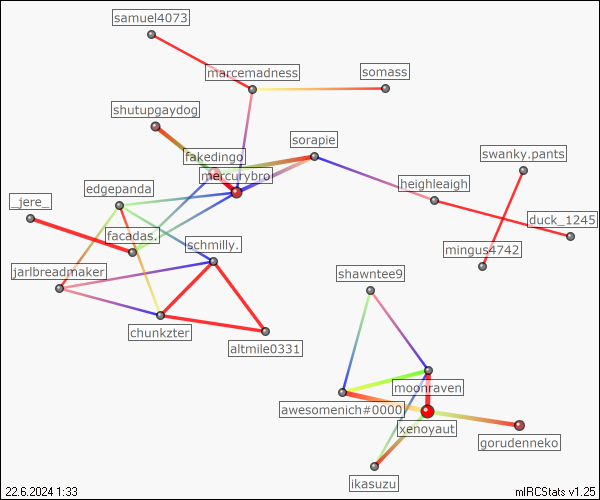 samuel4073
marcemadness
somass
shutupgaydog
sorapie
fakedingo
swanky.pants
mercurybro
heighleaigh
edgepanda
_jere_
duck_1245
facadas.
schmilly.
mingus4742
jarlbreadmaker
shawntee9
chunkzter
altmile0331
moonraven
awesomenich#0000
xenoyaut
gorudenneko
ikasuzu
22.6.2024 1:33
mIRCStats v1.25